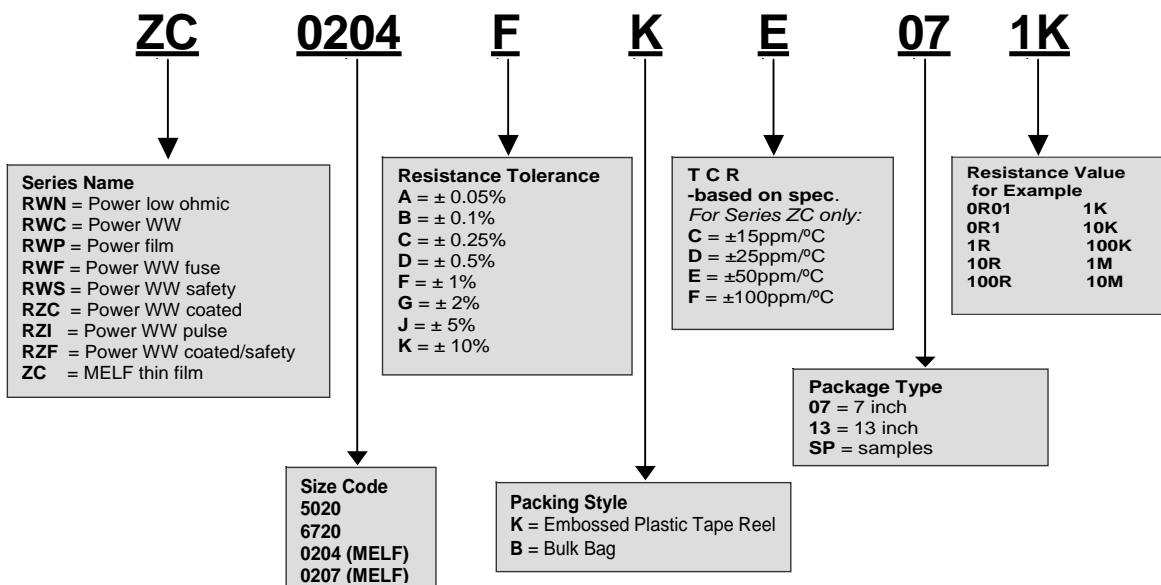 ZC 0204 F K E 07 1K
Series Name
RWN = Power low ohmic
RWC = Power WW
RWP = Power film
RWF = Power WW fuse
RWS = Power WW safety
RZC = Power WW coated
RZI = Power WW pulse
RZF = Power WW coated/safety
ZC = MELF thin film
Resistance Tolerance
A = ± 0.05%
B = ± 0.1%
C = ± 0.25%
D = ± 0.5%
F = ± 1%
G = ± 2%
J = ± 5%
K = ± 10%
T C R
-based on spec.
For Series ZC only:
C = ±15ppm/ºC
D = ±25ppm/ºC
E = ±50ppm/ºC
F = ±100ppm/ºC
Resistance Value
for Example
0R01 1K
0R1 10K
1R 100K
10R 1M
100R 10M
Package Type
07 = 7 inch
13 = 13 inch
SP = samples
Size Code
5020
6720
0204 (MELF)
0207 (MELF)
Packing Style
K = Embossed Plastic Tape Reel
B = Bulk Bag